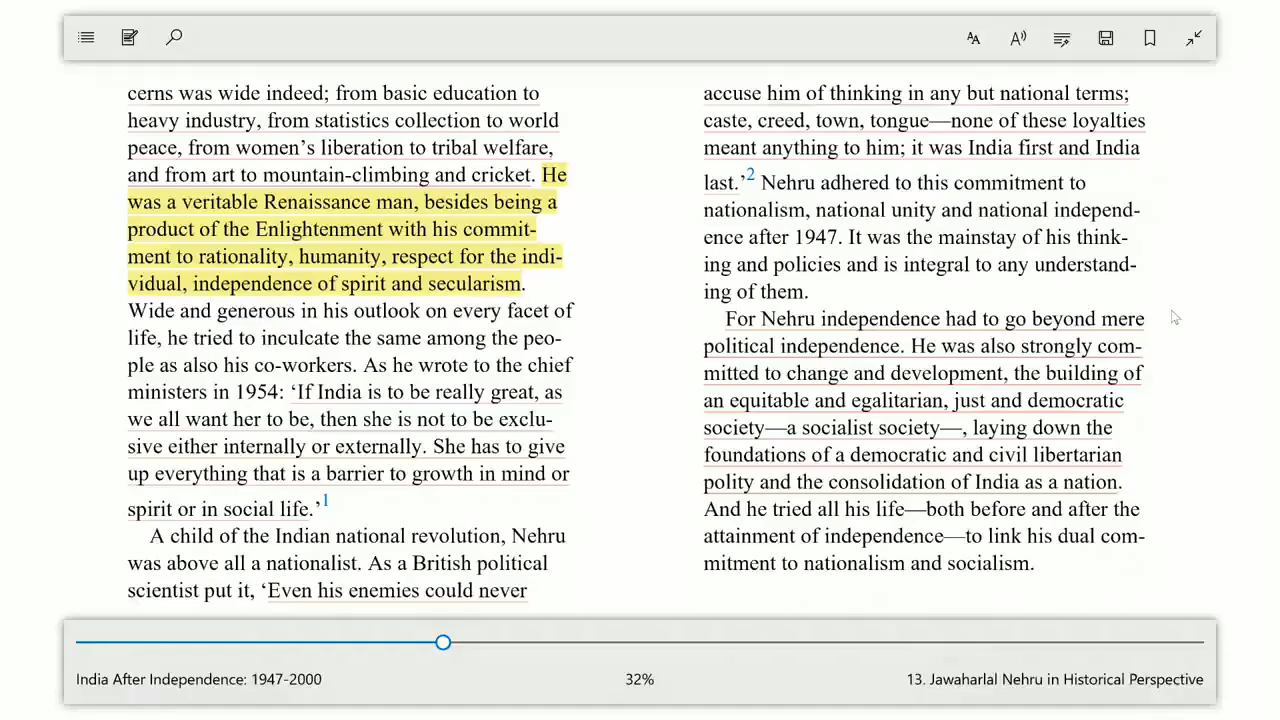 cerns was wide indeed; from basic education to
heavy industry, from statistics collection to world
peace, from women’s liberation to tribal welfare,
and from art to mountain-climbing and cricket. He
was a veritable Renaissance man, besides being a
product of the Enlightenment with his commit-
ment to rationality, humanity, respect for the indi-
vidual, independence of spirit and secularism.
Wide and generous in his outlook on every facet of
life, he tried to inculcate the same among the peo-
ple as also his co-workers. As he wrote to the chief
ministers in 1954: ‘If India is to be really great, as
we all want her to be, then she is not to be exclu-
sive either internally or externally. She has to give
up everything that is a barrier to growth in mind or
spirit or in social life.’1
A child of the Indian national revolution, Nehru
was above all a nationalist. As a British political
scientist put it, ‘Even his enemies could never
accuse him of thinking in any but national terms;
caste, creed, town, tongue—none of these loyalties
meant anything to him; it was India first and India
last.’2 Nehru adhered to this commitment to
nationalism, national unity and national independ-
ence after 1947. It was the mainstay of his think-
ing and policies and is integral to any understand-
ing of them.
For Nehru independence had to go beyond mere
political independence. He was also strongly com-
mitted to change and development, the building of
an equitable and egalitarian, just and democratic
society—a socialist society—, laying down the
foundations of a democratic and civil libertarian
polity and the consolidation of India as a nation.
And he tried all his life—both before and after the
attainment of independence—to link his dual com-
mitment to nationalism and socialism.
India After Independence: 1947-2000
32%
13. Jawaharlal Nehru in Historical Perspective